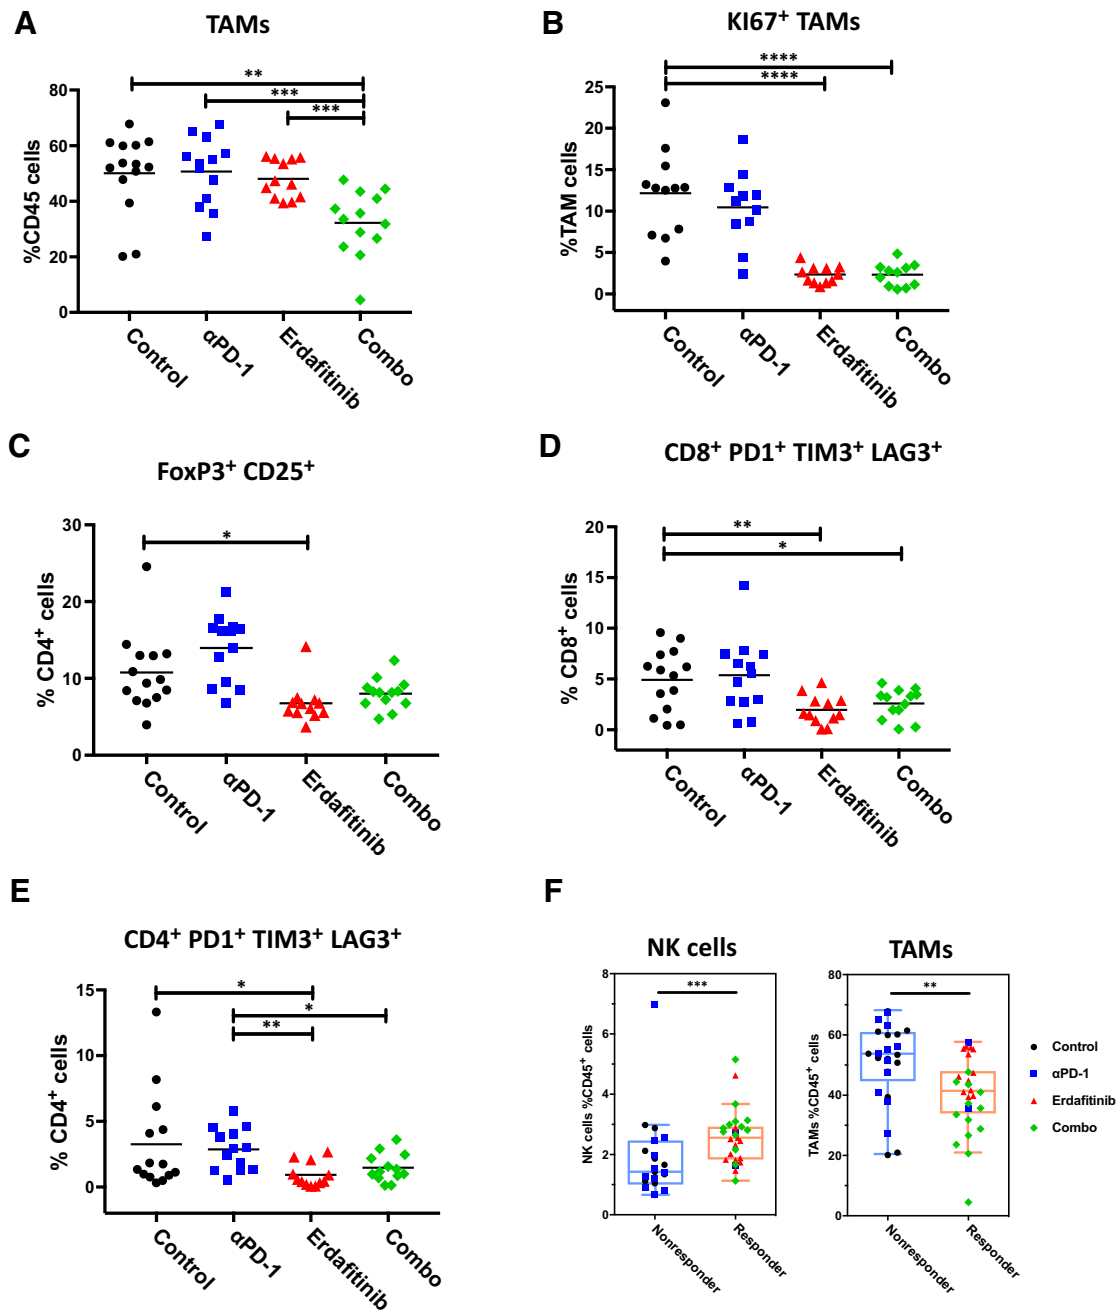 A
TAMs
**
***
***
%CD45 cells
80
60
40
20
0
Control
αPD-1
Erdafitinib
Combo
B
KI67⁺ TAMs
****
****
%TAM cells
25
20
15
10
5
0
Control
αPD-1
Erdafitinib
Combo
C
FoxP3⁺ CD25⁺
*
% CD4⁺ cells
30
20
10
0
Control
αPD-1
Erdafitinib
Combo
D
CD8⁺ PD1⁺ TIM3⁺ LAG3⁺
**
*
% CD8⁺ cells
20
15
10
5
0
Control
αPD-1
Erdafitinib
Combo
E
CD4⁺ PD1⁺ TIM3⁺ LAG3⁺
*
*
**
% CD4⁺ cells
15
10
5
0
Control
αPD-1
Erdafitinib
Combo
F
NK cells
***
NK cells %CD45⁺ cells
8
6
4
2
0
Nonresponder
Responder
TAMs
**
TAMs %CD45⁺ cells
80
60
40
20
0
Nonresponder
Responder
Control
αPD-1
Erdafitinib
Combo